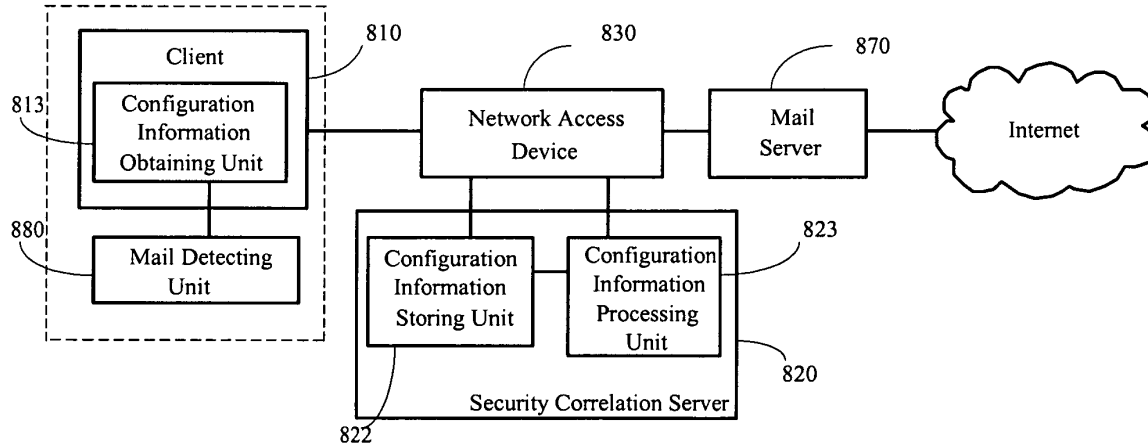 810
830
870
Client
813
Configuration
Information
Obtaining Unit
Network Access
Device
Mail
Server
Internet
880
Mail Detecting
Unit
Configuration
Information
Storing Unit
Configuration
Information
Processing
Unit
823
820
Security Correlation Server
822